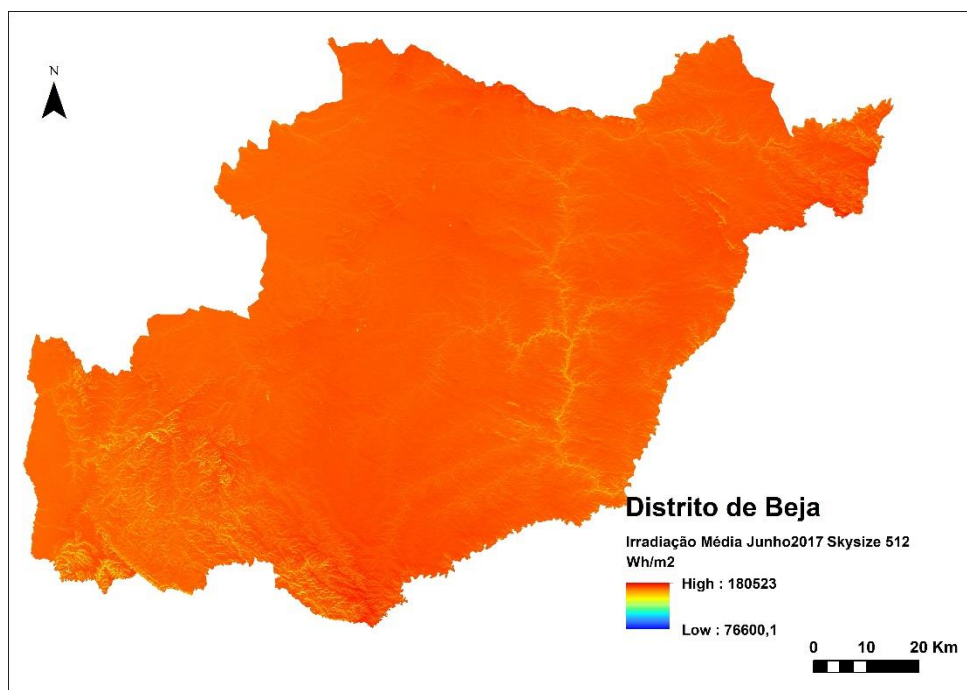 N
Distrito de Beja
Irradiação Média Junho2017 Skysize 512
Wh/m2
High : 180523
Low : 76600,1
0 10 20 Km